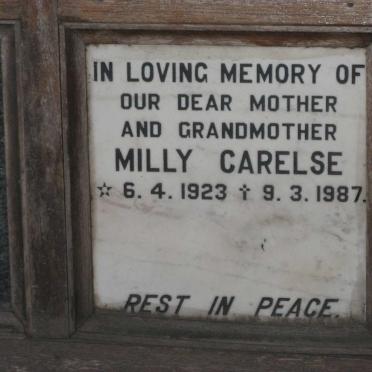 IN LOVING MEMORY OF
OUR DEAR MOTHER
AND GRANDMOTHER
MILLY CARELSE
☆ 6. 4. 1923 ✝ 9. 3. 1987.
REST IN PEACE.